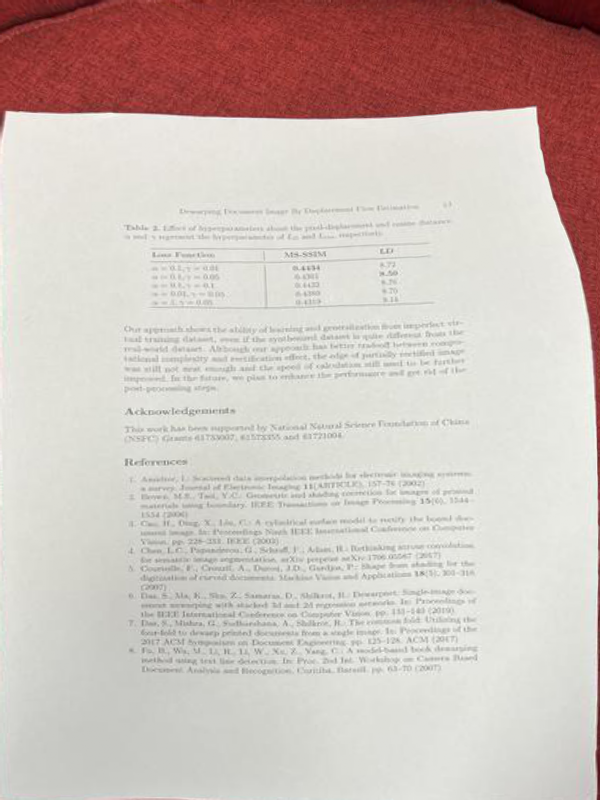 Dewarping Document Image By Displacement Flow Estimation 13
Table 2. Effect of hyperparameters about the pixel-displacement and cosine distance.
α and γ represent the hyperparameter of L and L respectively.
Loss Function MS-SSIM LD
α = 0.1, γ = 0.01 0.4434 8.72
α = 0.1, γ = 0.05 0.4361 8.50
α = 0.1, γ = 0.1 0.4422 8.76
α = 0.01, γ = 0.05 8.70
α = 1, γ = 0.05 0.4319 9.14
Our approach shows the ability of learning and generalization from imperfect vir-
tual training dataset, even if the synthesized dataset is quite different from the
real-world dataset. Although our approach has better tradeoff between compu-
tational complexity and rectification effect, the edge of partially rectified image
was still not neat enough and the speed of calculation still need to be further
improved. In the future, we plan to enhance the performance and get rid of the
post-processing steps.
Acknowledgements
This work has been supported by National Natural Science Foundation of China
(NSFC) Grants 61733007, 61573355 and 61721004.
References
1. Amidror, I.: Scattered data interpolation methods for electronic imaging systems:
a survey. Journal of Electronic Imaging 11(ARTICLE), 157–76 (2002)
2. Brown, M.S., Tsoi, Y.C.: Geometric and shading correction for images of printed
materials using boundary. IEEE Transactions on Image Processing 15(6), 1544–
1554 (2006)
3. Cao, H., Ding, X., Liu, C.: A cylindrical surface model to rectify the bound doc-
ument image. In: Proceedings Ninth IEEE International Conference on Computer
Vision. pp. 228–233. IEEE (2003)
4. Chen, L.C., Papandreou, G., Schroff, F., Adam, H.: Rethinking atrous convolution
for semantic image segmentation. arXiv preprint arXiv:1706.05587 (2017)
5. Courteille, F., Crouzil, A., Durou, J.D., Gurdjos, P.: Shape from shading for the
digitization of curved documents. Machine Vision and Applications 18(5), 301–316
(2007)
6. Das, S., Ma, K., Shu, Z., Samaras, D., Shilkrot, R.: Dewarpnet: Single-image doc-
ument unwarping with stacked 3d and 2d regression networks. In: Proceedings of
the IEEE International Conference on Computer Vision. pp. 131–140 (2019)
7. Das, S., Mishra, G., Sudharshana, A., Shilkrot, R.: The common fold: Utilizing the
four-fold to dewarp printed documents from a single image. In: Proceedings of the
2017 ACM Symposium on Document Engineering. pp. 125–128. ACM (2017)
8. Fu, B., Wu, M., Li, R., Li, W., Xu, Z., Yang, C.: A model-based book dewarping
method using text line detection. In: Proc. 2nd Int. Workshop on Camera Based
Document Analysis and Recognition, Curitiba, Barazil. pp. 63–70 (2007)